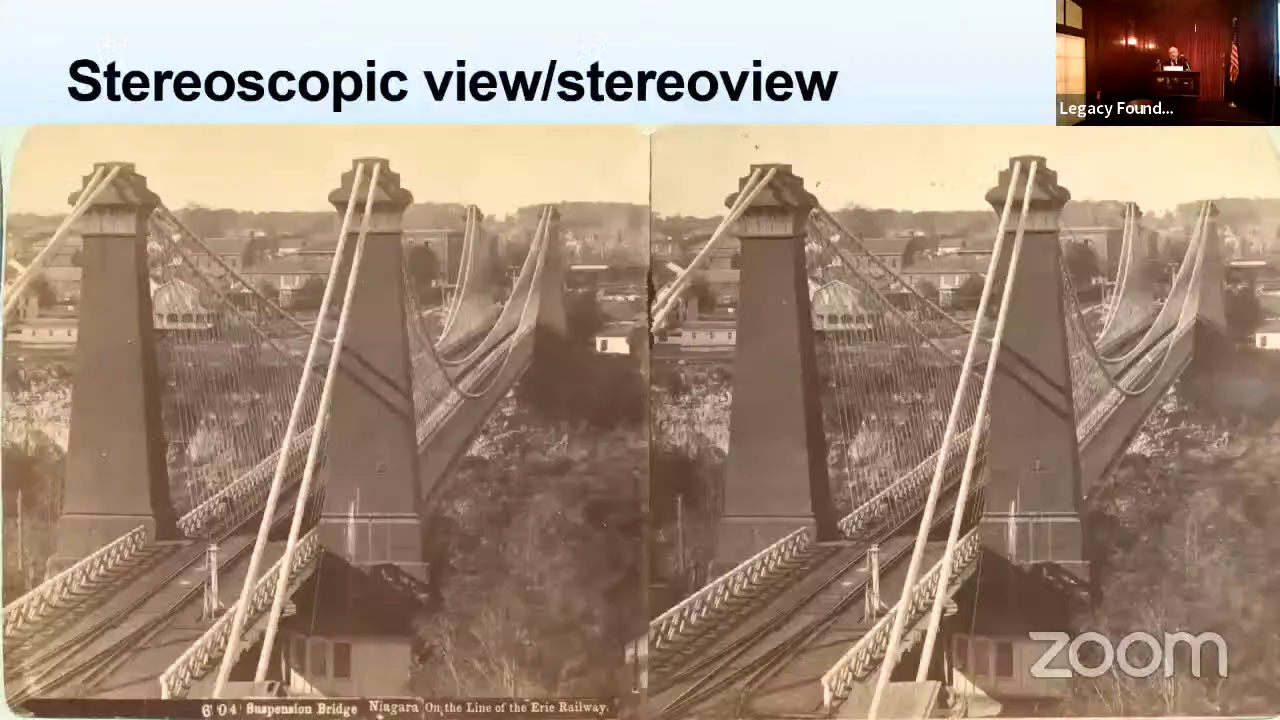 Stereoscopic view/stereoview
Legacy Found...
6 04 Suspension Bridge Niagara On the Line of the Erie Railway.
zoom